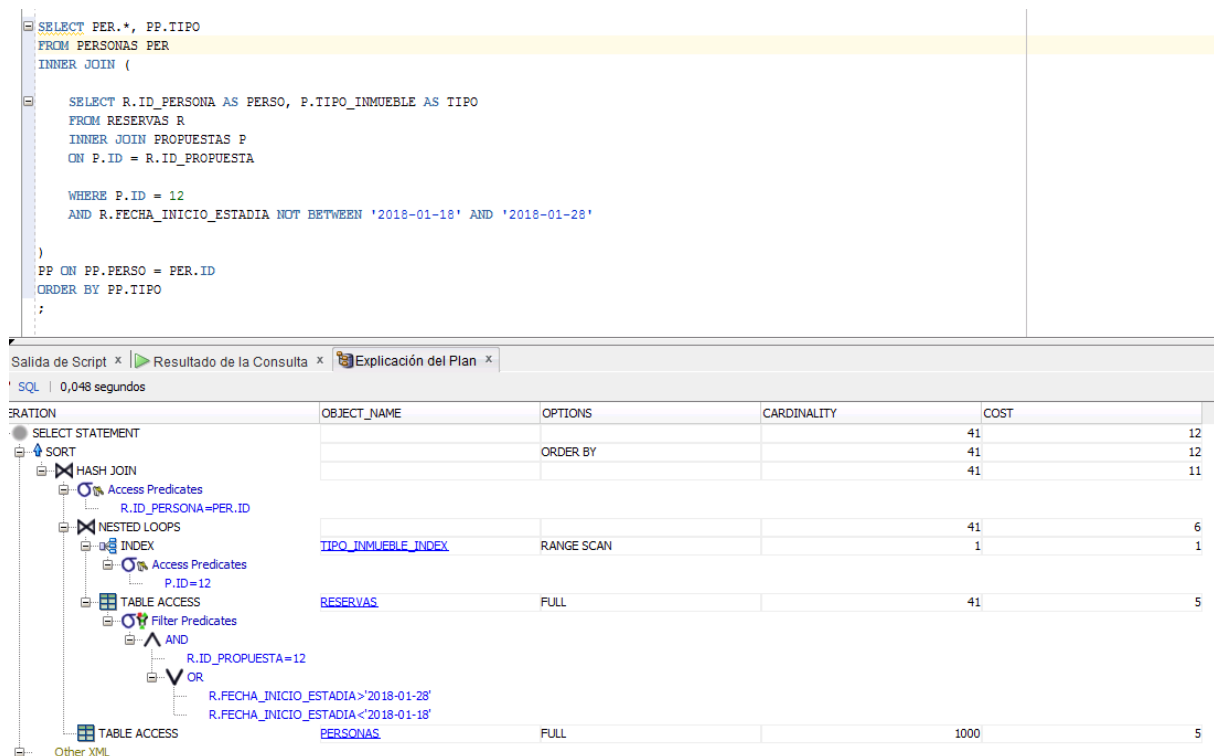 SELECT PER.*, PP.TIPO
FROM PERSONAS PER
INNER JOIN (
SELECT R.ID_PERSONA AS PERSO, P.TIPO_INMUEBLE AS TIPO
FROM RESERVAS R
INNER JOIN PROPUESTAS P
ON P.ID = R.ID_PROPUESTA
WHERE P.ID = 12
AND R.FECHA_INICIO_ESTADIA NOT BETWEEN '2018-01-18' AND '2018-01-28'
)
PP ON PP.PERSO = PER.ID
ORDER BY PP.TIPO
;
Salida de Script × Resultado de la Consulta × Explicación del Plan ×
SQL | 0,048 segundos
ERATION OBJECT_NAME OPTIONS CARDINALITY COST
SELECT STATEMENT 41 12
SORT ORDER BY 41 12
HASH JOIN 41 11
Access Predicates
R.ID_PERSONA=PER.ID
NESTED LOOPS 41 6
INDEX TIPO_INMUEBLE_INDEX RANGE SCAN 1 1
Access Predicates
P.ID=12
TABLE ACCESS RESERVAS FULL 41 5
Filter Predicates
AND
R.ID_PROPUESTA=12
OR
R.FECHA_INICIO_ESTADIA>'2018-01-28'
R.FECHA_INICIO_ESTADIA<'2018-01-18'
TABLE ACCESS PERSONAS FULL 1000 5
Other XML